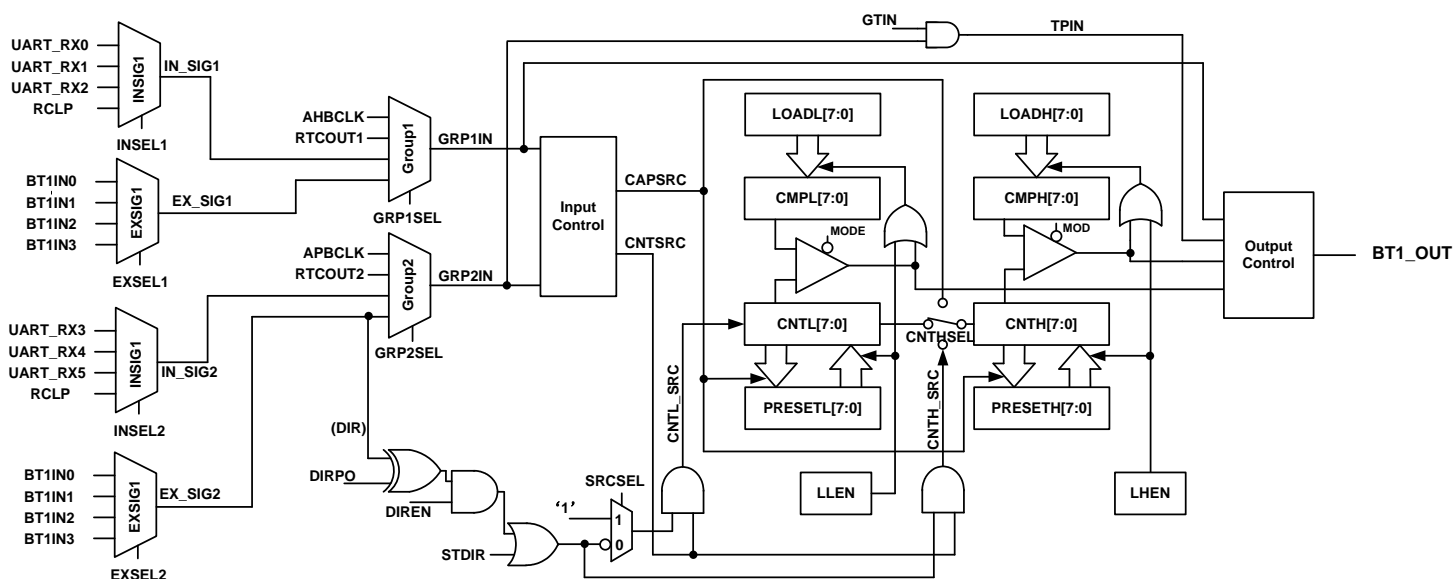 UART_RX0
UART_RX1
UART_RX2
RCLP
INSIG1
IN_SIG1
INSEL1
BT1IN0
BT1IN1
BT1IN2
BT1IN3
EXSIG1
EX_SIG1
EXSEL1
AHBCLK
RTCOUT1
Group1
GRP1IN
GRP1SEL
APBCLK
RTCOUT2
Group2
GRP2IN
GRP2SEL
UART_RX3
UART_RX4
UART_RX5
RCLP
INSIG1
IN_SIG2
INSEL2
BT1IN0
BT1IN1
BT1IN2
BT1IN3
EXSIG1
EX_SIG2
EXSEL2
(DIR)
DIRPO
DIREN
STDIR
'1'
SRCSEL
1
0
Input
Control
CAPSRC
CNTSRC
GTIN
TPIN
LOADL[7:0]
CMPL[7:0]
MODE
CNTL[7:0]
PRESETL[7:0]
CNTL_SRC
LLEN
LOADH[7:0]
CMPH[7:0]
MOD
CNTHSEL
CNTH[7:0]
PRESETH[7:0]
CNTH_SRC
LHEN
Output
Control
BT1_OUT